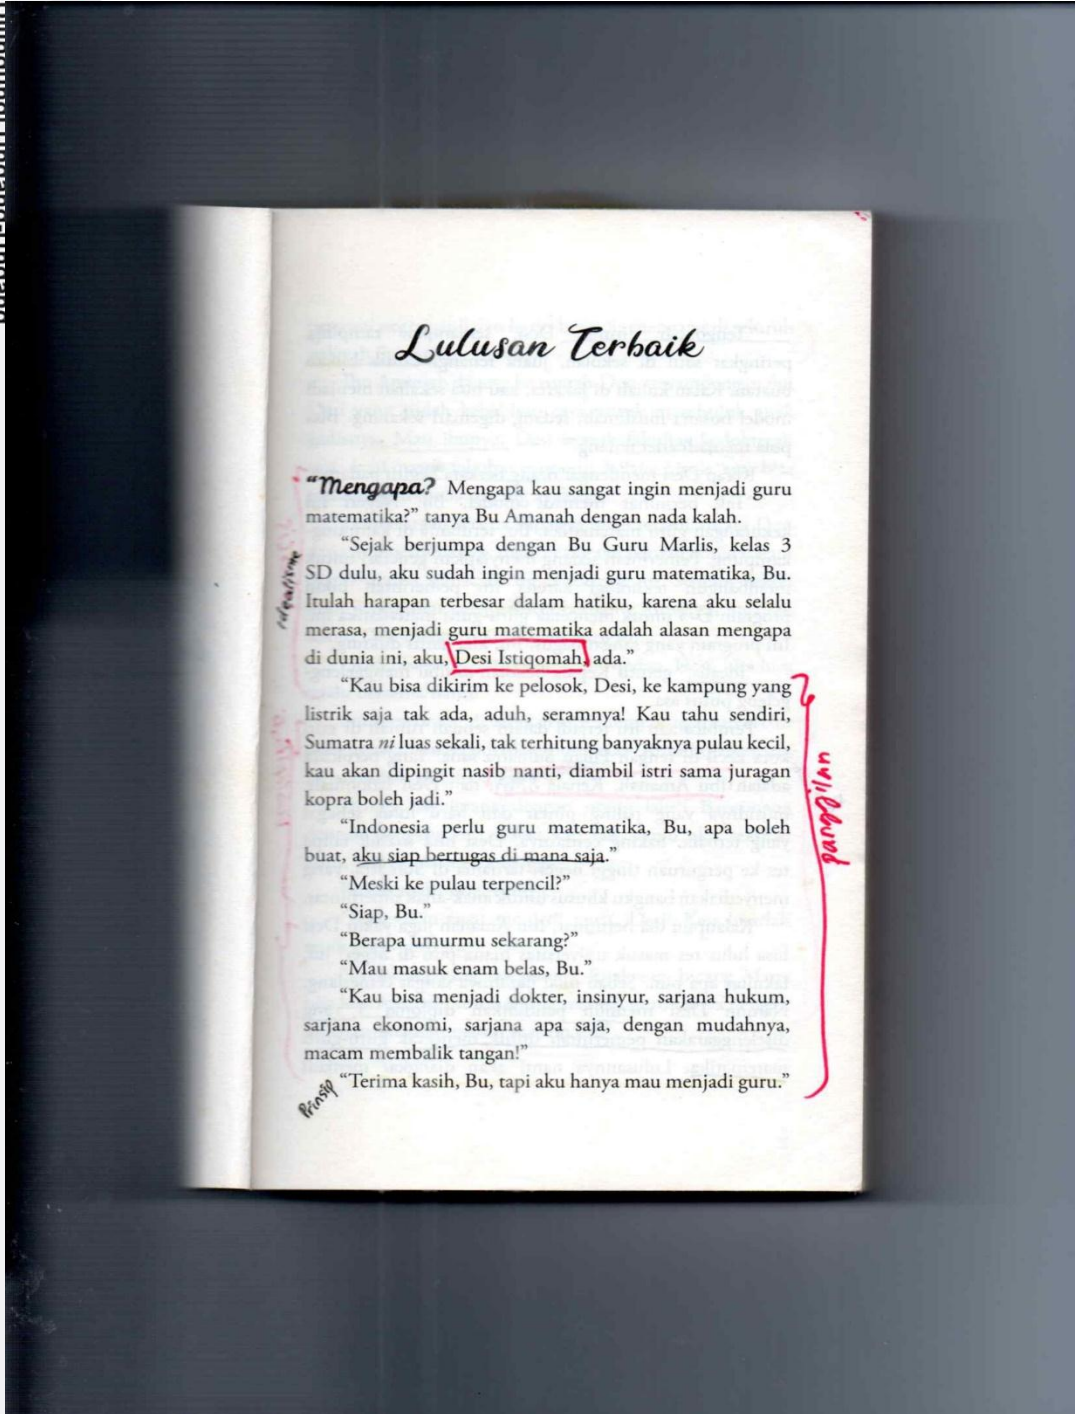 Lulusan Terbaik
“Mengapa? Mengapa kau sangat ingin menjadi guru
matematika?” tanya Bu Amanah dengan nada kalah.
“Sejak berjumpa dengan Bu Guru Marlis, kelas 3
SD dulu, aku sudah ingin menjadi guru matematika, Bu.
Itulah harapan terbesar dalam hatiku, karena aku selalu
merasa, menjadi guru matematika adalah alasan mengapa
di dunia ini, aku, Desi Istiqomah, ada.”
idealisme
“Kau bisa dikirim ke pelosok, Desi, ke kampung yang
listrik saja tak ada, aduh, seramnya! Kau tahu sendiri,
Sumatra ni luas sekali, tak terhitung banyaknya pulau kecil,
kau akan dipingit nasib nanti, diambil istri sama juragan
kopra boleh jadi.”
“Indonesia perlu guru matematika, Bu, apa boleh
buat, aku siap bertugas di mana saja.”
“Meski ke pulau terpencil?”
“Siap, Bu.”
“Berapa umurmu sekarang?”
“Mau masuk enam belas, Bu.”
“Kau bisa menjadi dokter, insinyur, sarjana hukum,
sarjana ekonomi, sarjana apa saja, dengan mudahnya,
macam membalik tangan!”
Prinsip
“Terima kasih, Bu, tapi aku hanya mau menjadi guru.”